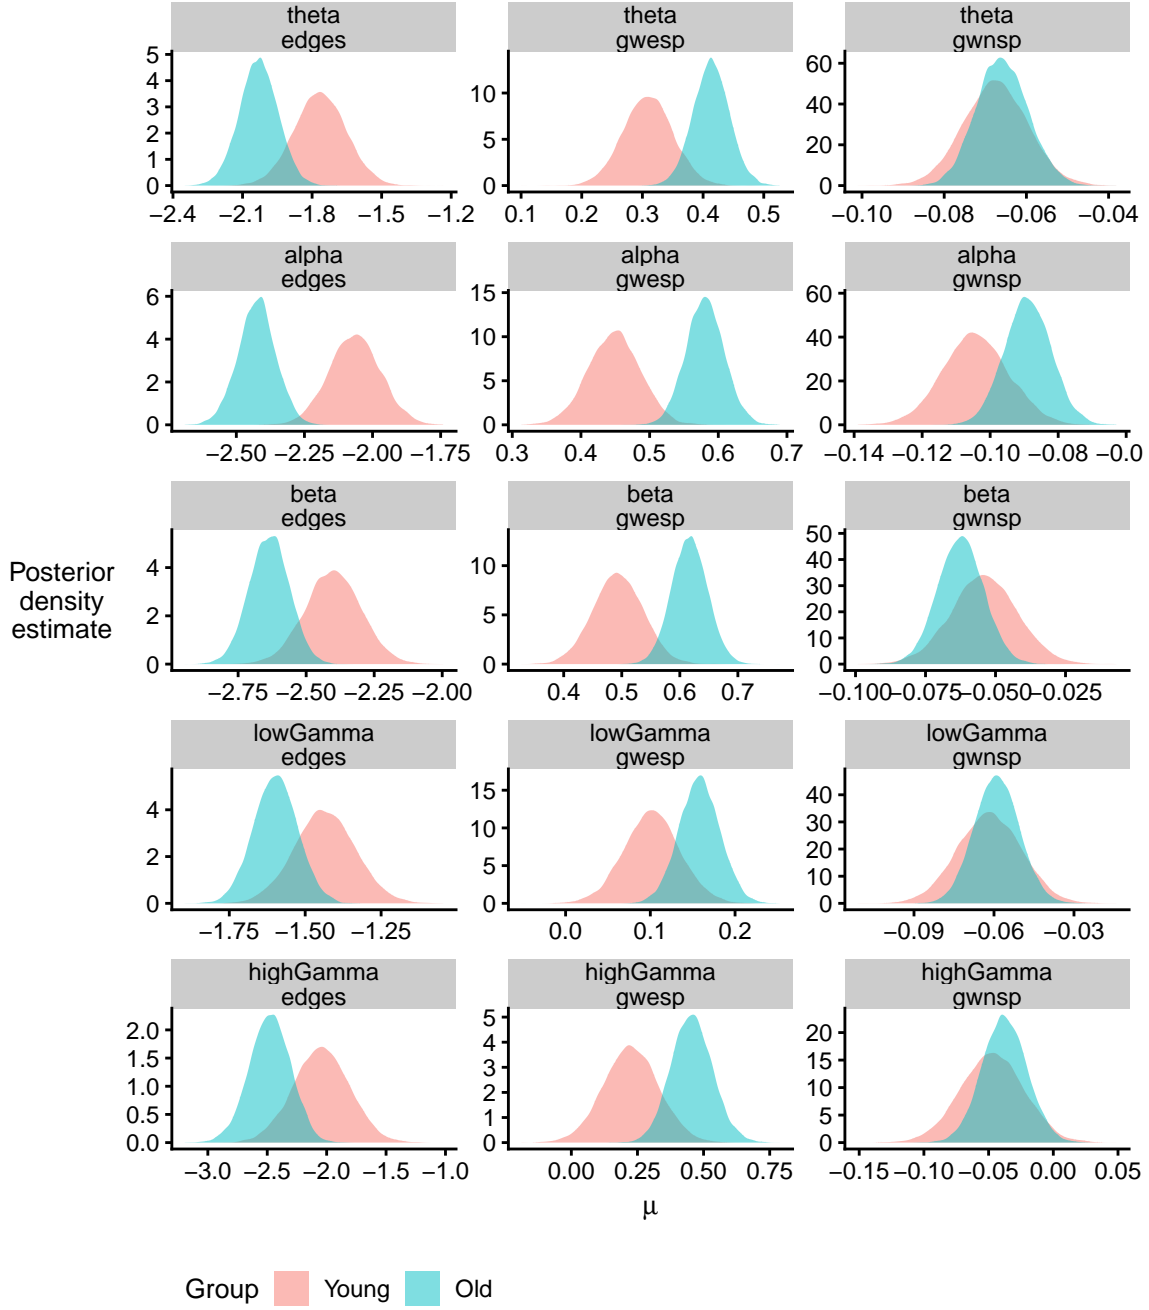 theta
edges
theta
gwesp
theta
gwnsp
5
4
3
2
1
0
10
5
0
60
40
20
0
−2.4 −2.1 −1.8 −1.5 −1.2
0.1 0.2 0.3 0.4 0.5
−0.10 −0.08 −0.06 −0.04
alpha
edges
alpha
gwesp
alpha
gwnsp
6
4
2
0
15
10
5
0
60
40
20
0
−2.50 −2.25 −2.00 −1.75
0.3 0.4 0.5 0.6 0.7
−0.14 −0.12 −0.10 −0.08 −0.0
beta
edges
beta
gwesp
beta
gwnsp
4
2
0
10
5
0
50
40
30
20
10
0
−2.75 −2.50 −2.25 −2.00
0.4 0.5 0.6 0.7
−0.100 −0.075 −0.050 −0.025
Posterior
density
estimate
lowGamma
edges
lowGamma
gwesp
lowGamma
gwnsp
4
2
0
15
10
5
0
40
30
20
10
0
−1.75 −1.50 −1.25
0.0 0.1 0.2
−0.09 −0.06 −0.03
highGamma
edges
highGamma
gwesp
highGamma
gwnsp
2.0
1.5
1.0
0.5
0.0
5
4
3
2
1
0
20
15
10
5
0
−3.0 −2.5 −2.0 −1.5 −1.0
0.00 0.25 0.50 0.75
−0.15 −0.10 −0.05 0.00 0.05
μ
Group Young Old